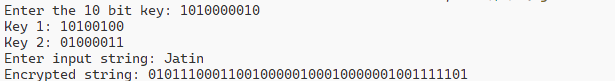 Enter the 10 bit key: 1010000010
Key 1: 10100100
Key 2: 01000011
Enter input string: Jatin
Encrypted string: 0101110001100100000100010000001001111101